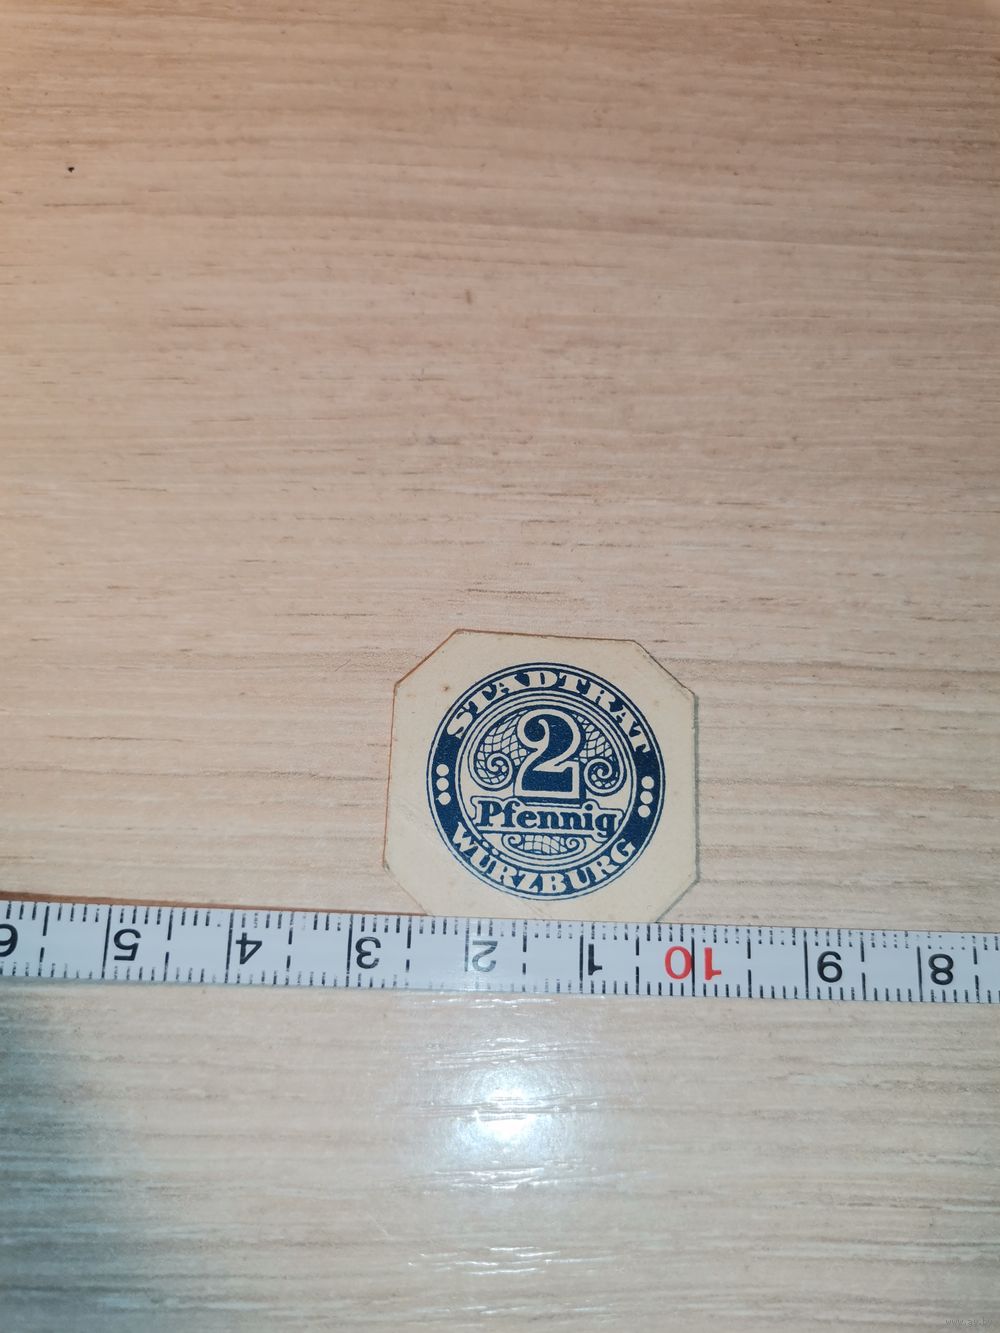 STADTRAT
2
Pfennig
WÜRZBURG
6 5 4 3 2 1 10 9 8